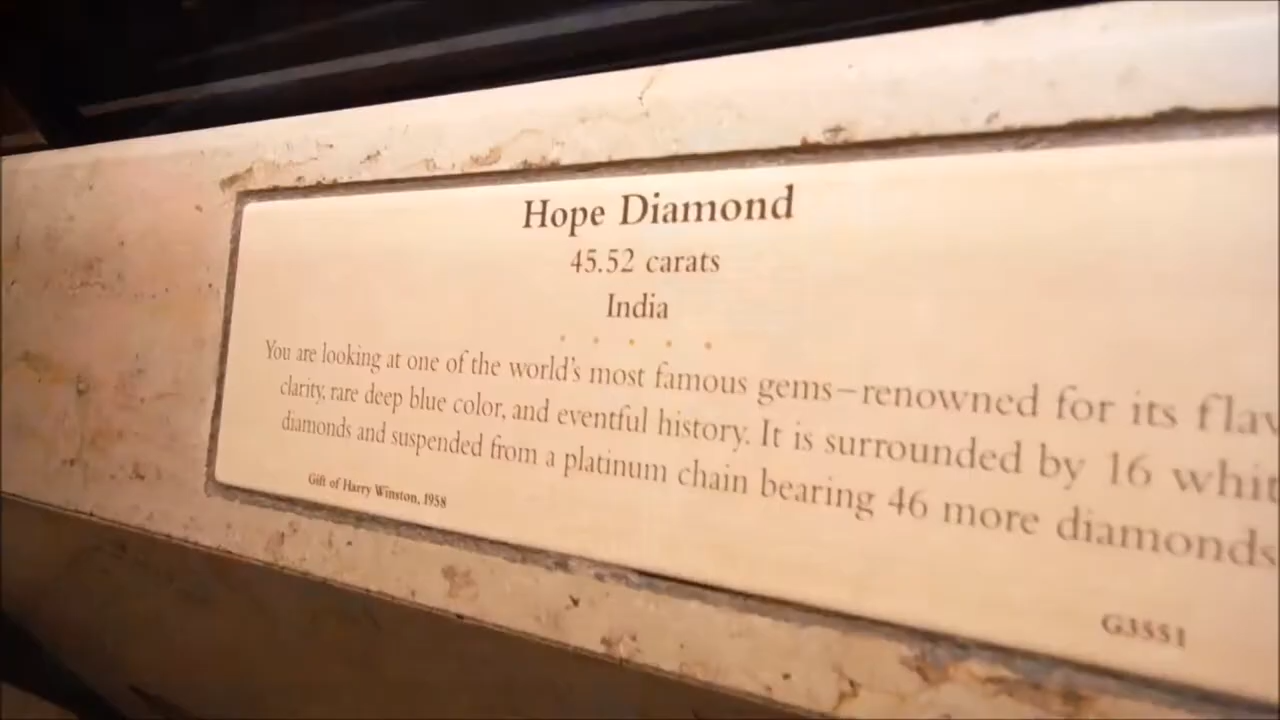 Hope Diamond
45.52 carats
India
You are looking at one of the world's most famous gems—renowned for its flaw
clarity, rare deep blue color, and eventful history. It is surrounded by 16 whit
diamonds and suspended from a platinum chain bearing 46 more diamonds
Gift of Harry Winston, 1958
G3551